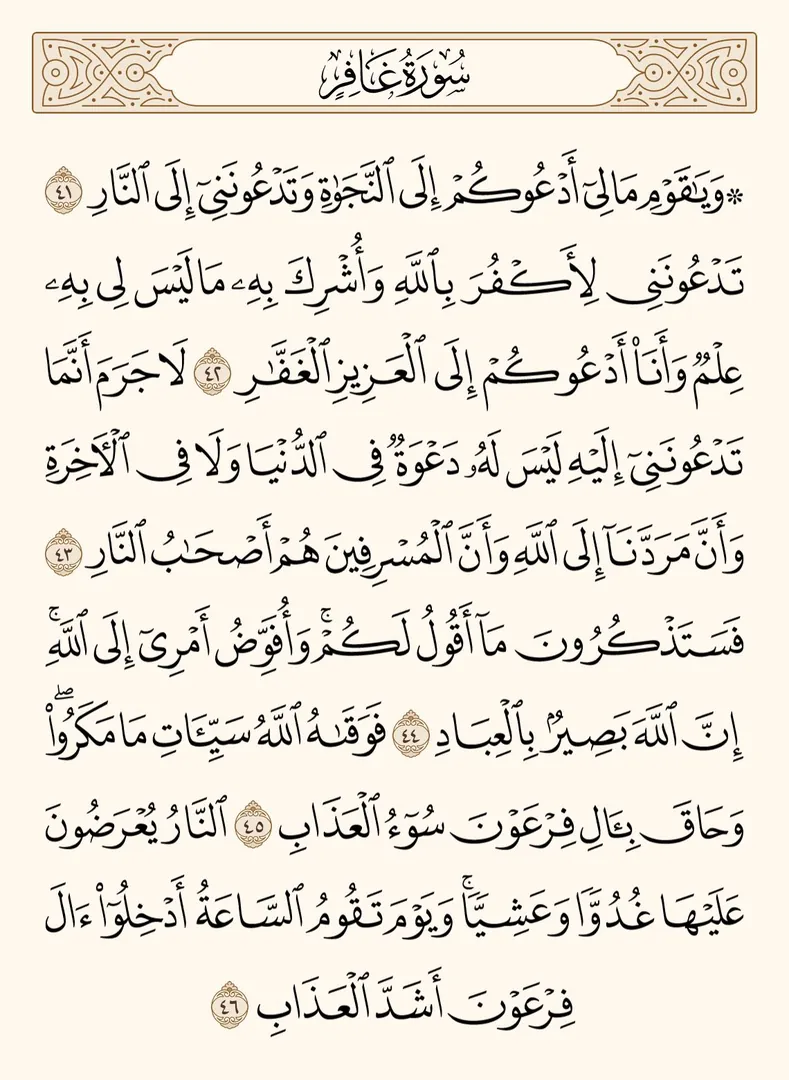 سُورَةُ غَافِرٍ
۞ وَيَٰقَوْمِ مَا لِىٓ أَدْعُوكُمْ إِلَى ٱلنَّجَوٰةِ وَتَدْعُونَنِىٓ إِلَى ٱلنَّارِ ٤١
تَدْعُونَنِى لِأَكْفُرَ بِٱللَّهِ وَأُشْرِكَ بِهِۦ مَا لَيْسَ لِى بِهِۦ
عِلْمٌ وَأَنَا۠ أَدْعُوكُمْ إِلَى ٱلْعَزِيزِ ٱلْغَفَّٰرِ ٤٢ لَا جَرَمَ أَنَّمَا
تَدْعُونَنِىٓ إِلَيْهِ لَيْسَ لَهُۥ دَعْوَةٌ فِى ٱلدُّنْيَا وَلَا فِى ٱلْـَٔاخِرَةِ
وَأَنَّ مَرَدَّنَآ إِلَى ٱللَّهِ وَأَنَّ ٱلْمُسْرِفِينَ هُمْ أَصْحَٰبُ ٱلنَّارِ ٤٣
فَسَتَذْكُرُونَ مَآ أَقُولُ لَكُمْ ۚ وَأُفَوِّضُ أَمْرِىٓ إِلَى ٱللَّهِ ۚ
إِنَّ ٱللَّهَ بَصِيرٌۢ بِٱلْعِبَادِ ٤٤ فَوَقَىٰهُ ٱللَّهُ سَيِّـَٔاتِ مَا مَكَرُوا۟ ۖ
وَحَاقَ بِـَٔالِ فِرْعَوْنَ سُوٓءُ ٱلْعَذَابِ ٤٥ ٱلنَّارُ يُعْرَضُونَ
عَلَيْهَا غُدُوًّا وَعَشِيًّا ۚ وَيَوْمَ تَقُومُ ٱلسَّاعَةُ أَدْخِلُوٓا۟ ءَالَ
فِرْعَوْنَ أَشَدَّ ٱلْعَذَابِ ٤٦